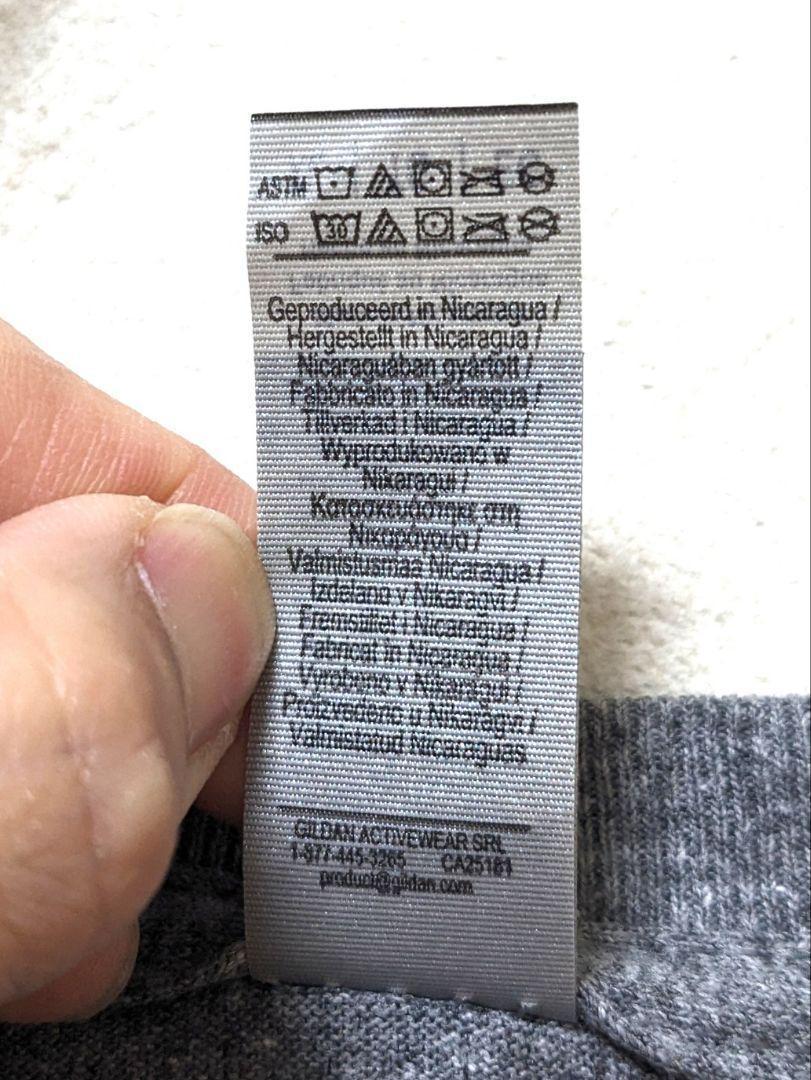 ASTM
ISO 30
Geproduceerd in Nicaragua /
Hergestellt in Nicaragua /
Nicaraguában gyártott /
Fabbricato in Nicaragua /
Tillverkad i Nicaragua /
Wyprodukowano w
Nikaragui /
Κατασκευάστηκε στη
Νικαράγουα /
Valmistusmaa Nicaragua /
Izdelano v Nikaragvi /
Fremstillet i Nicaragua /
Fabricat în Nicaragua /
Vyrobeno v Nikaragui /
Proizvedeno u Nikaragvi /
Valmistatud Nicaraguas
GILDAN ACTIVEWEAR SRL
1-877-445-3265 CA25181
product@gildan.com